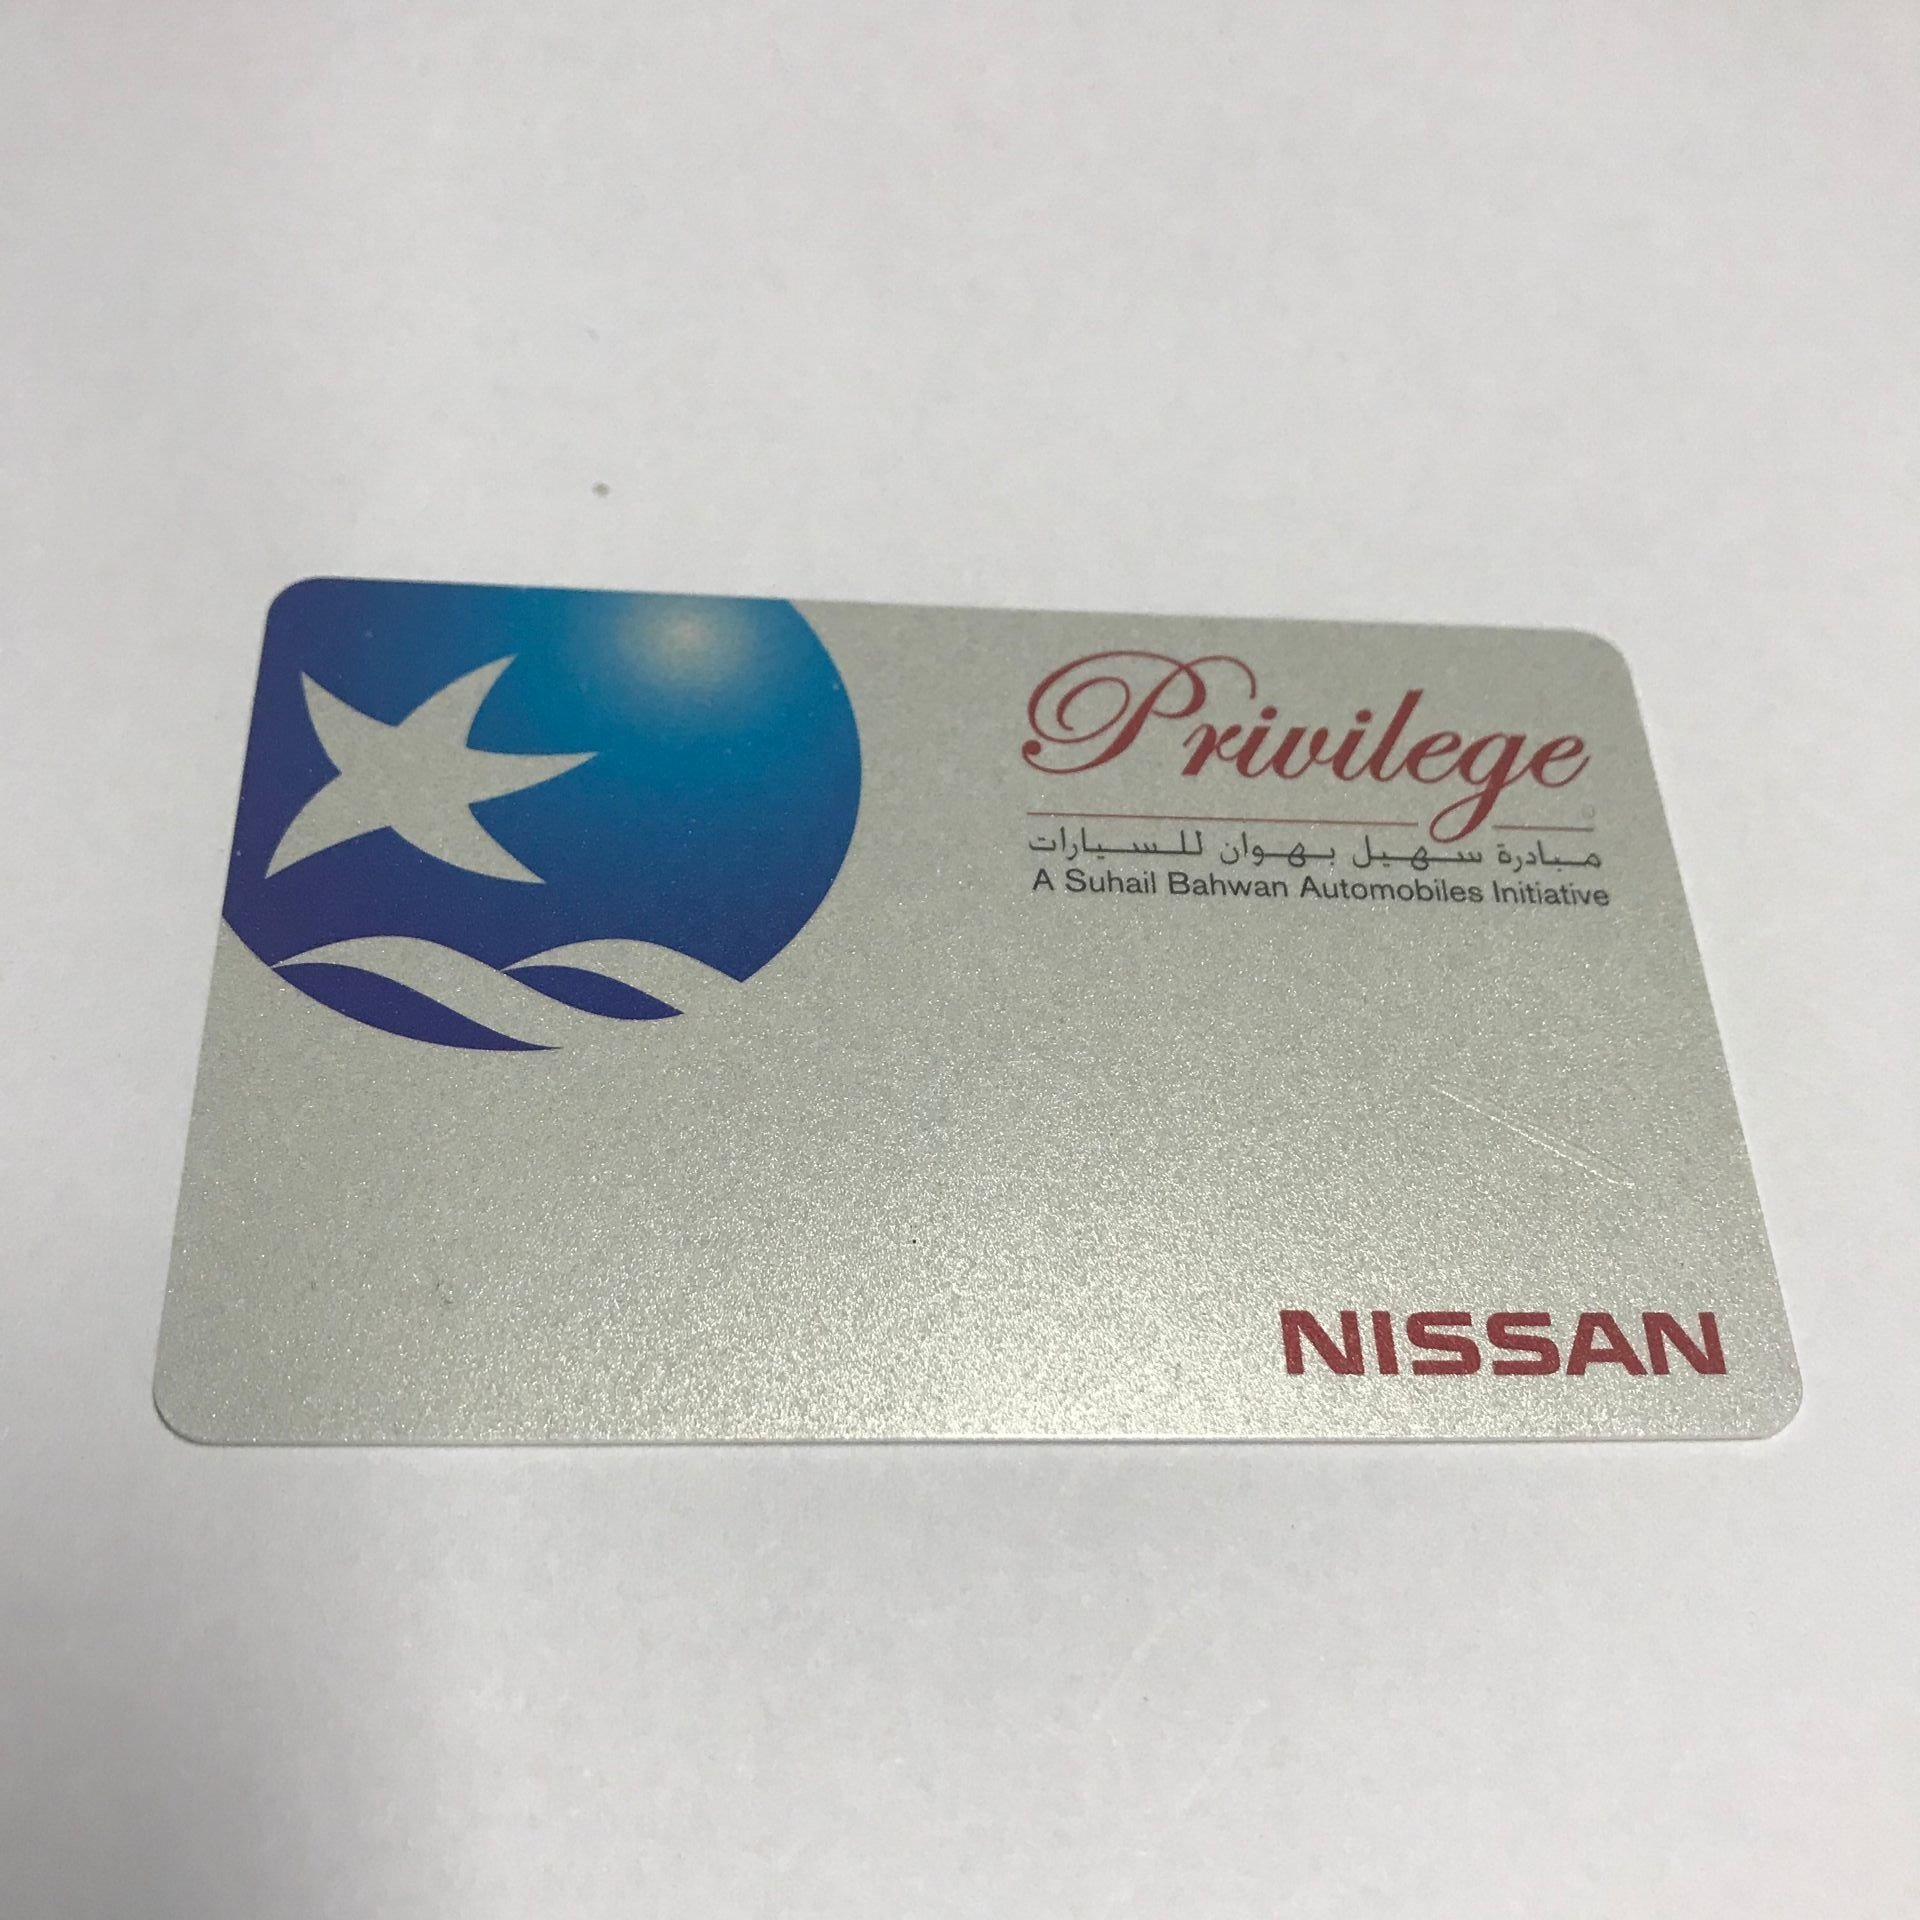 Privilege
مبادرة سهيل بهوان للسيارات
A Suhail Bahwan Automobiles Initiative
NISSAN